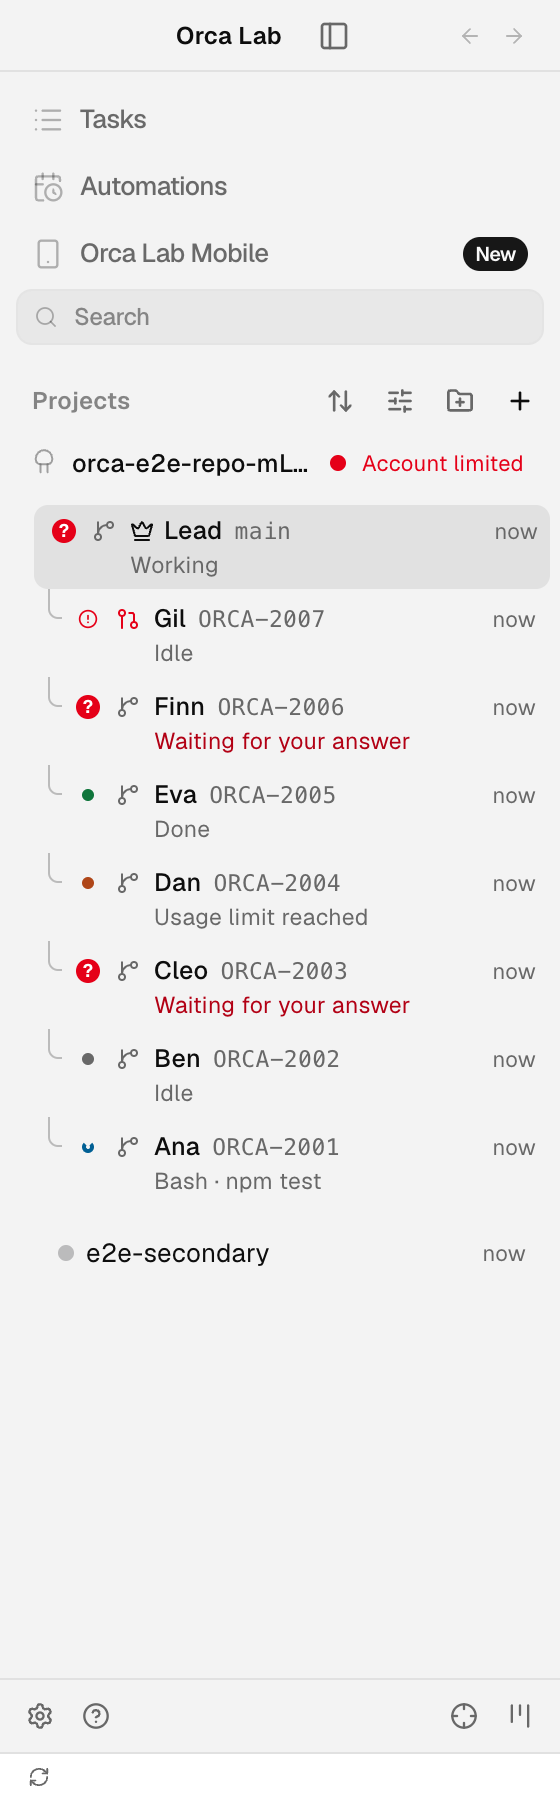 Orca Lab
Tasks
Automations
Orca Lab Mobile New
Search
Projects
orca-e2e-repo-mL... Account limited
? Lead main now
Working
Gil ORCA-2007 now
Idle
? Finn ORCA-2006 now
Waiting for your answer
Eva ORCA-2005 now
Done
Dan ORCA-2004 now
Usage limit reached
? Cleo ORCA-2003 now
Waiting for your answer
Ben ORCA-2002 now
Idle
Ana ORCA-2001 now
Bash · npm test
e2e-secondary now